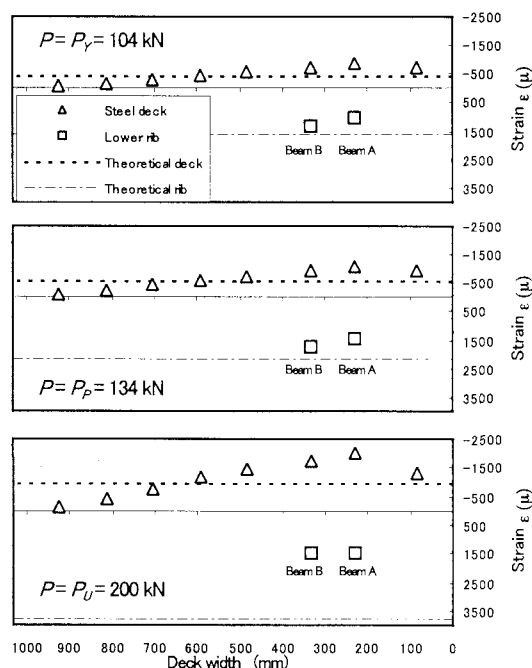 P= P_Y= 104 kN
-2500
-1500
-500
500
1500
2500
3500
Strain ε (μ)
Steel deck
Lower rib
Theoretical deck
Theoretical rib
Beam B
Beam A
-2500
-1500
-500
500
1500
2500
3500
Strain ε (μ)
Beam B
Beam A
P= P_P= 134 kN
-2500
-1500
-500
500
1500
2500
3500
Strain ε (μ)
Beam B
Beam A
P= P_U= 200 kN
1000 900 800 700 600 500 400 300 200 100 0
Deck width (mm)